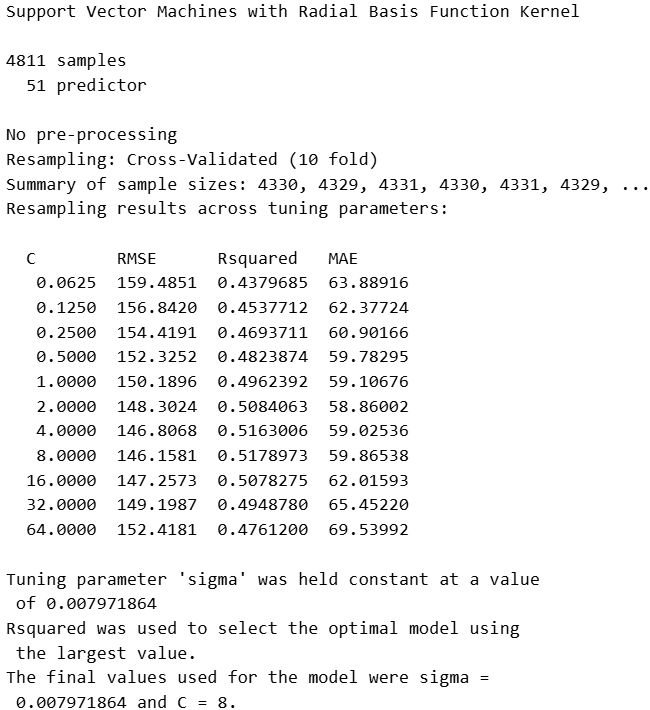 Support Vector Machines with Radial Basis Function Kernel
4811 samples
51 predictor
No pre-processing
Resampling: Cross-Validated (10 fold)
Summary of sample sizes: 4330, 4329, 4331, 4330, 4331, 4329, ...
Resampling results across tuning parameters:
C RMSE Rsquared MAE
0.0625 159.4851 0.4379685 63.88916
0.1250 156.8420 0.4537712 62.37724
0.2500 154.4191 0.4693711 60.90166
0.5000 152.3252 0.4823874 59.78295
1.0000 150.1896 0.4962392 59.10676
2.0000 148.3024 0.5084063 58.86002
4.0000 146.8068 0.5163006 59.02536
8.0000 146.1581 0.5178973 59.86538
16.0000 147.2573 0.5078275 62.01593
32.0000 149.1987 0.4948780 65.45220
64.0000 152.4181 0.4761200 69.53992
Tuning parameter 'sigma' was held constant at a value
of 0.007971864
Rsquared was used to select the optimal model using
the largest value.
The final values used for the model were sigma =
0.007971864 and C = 8.